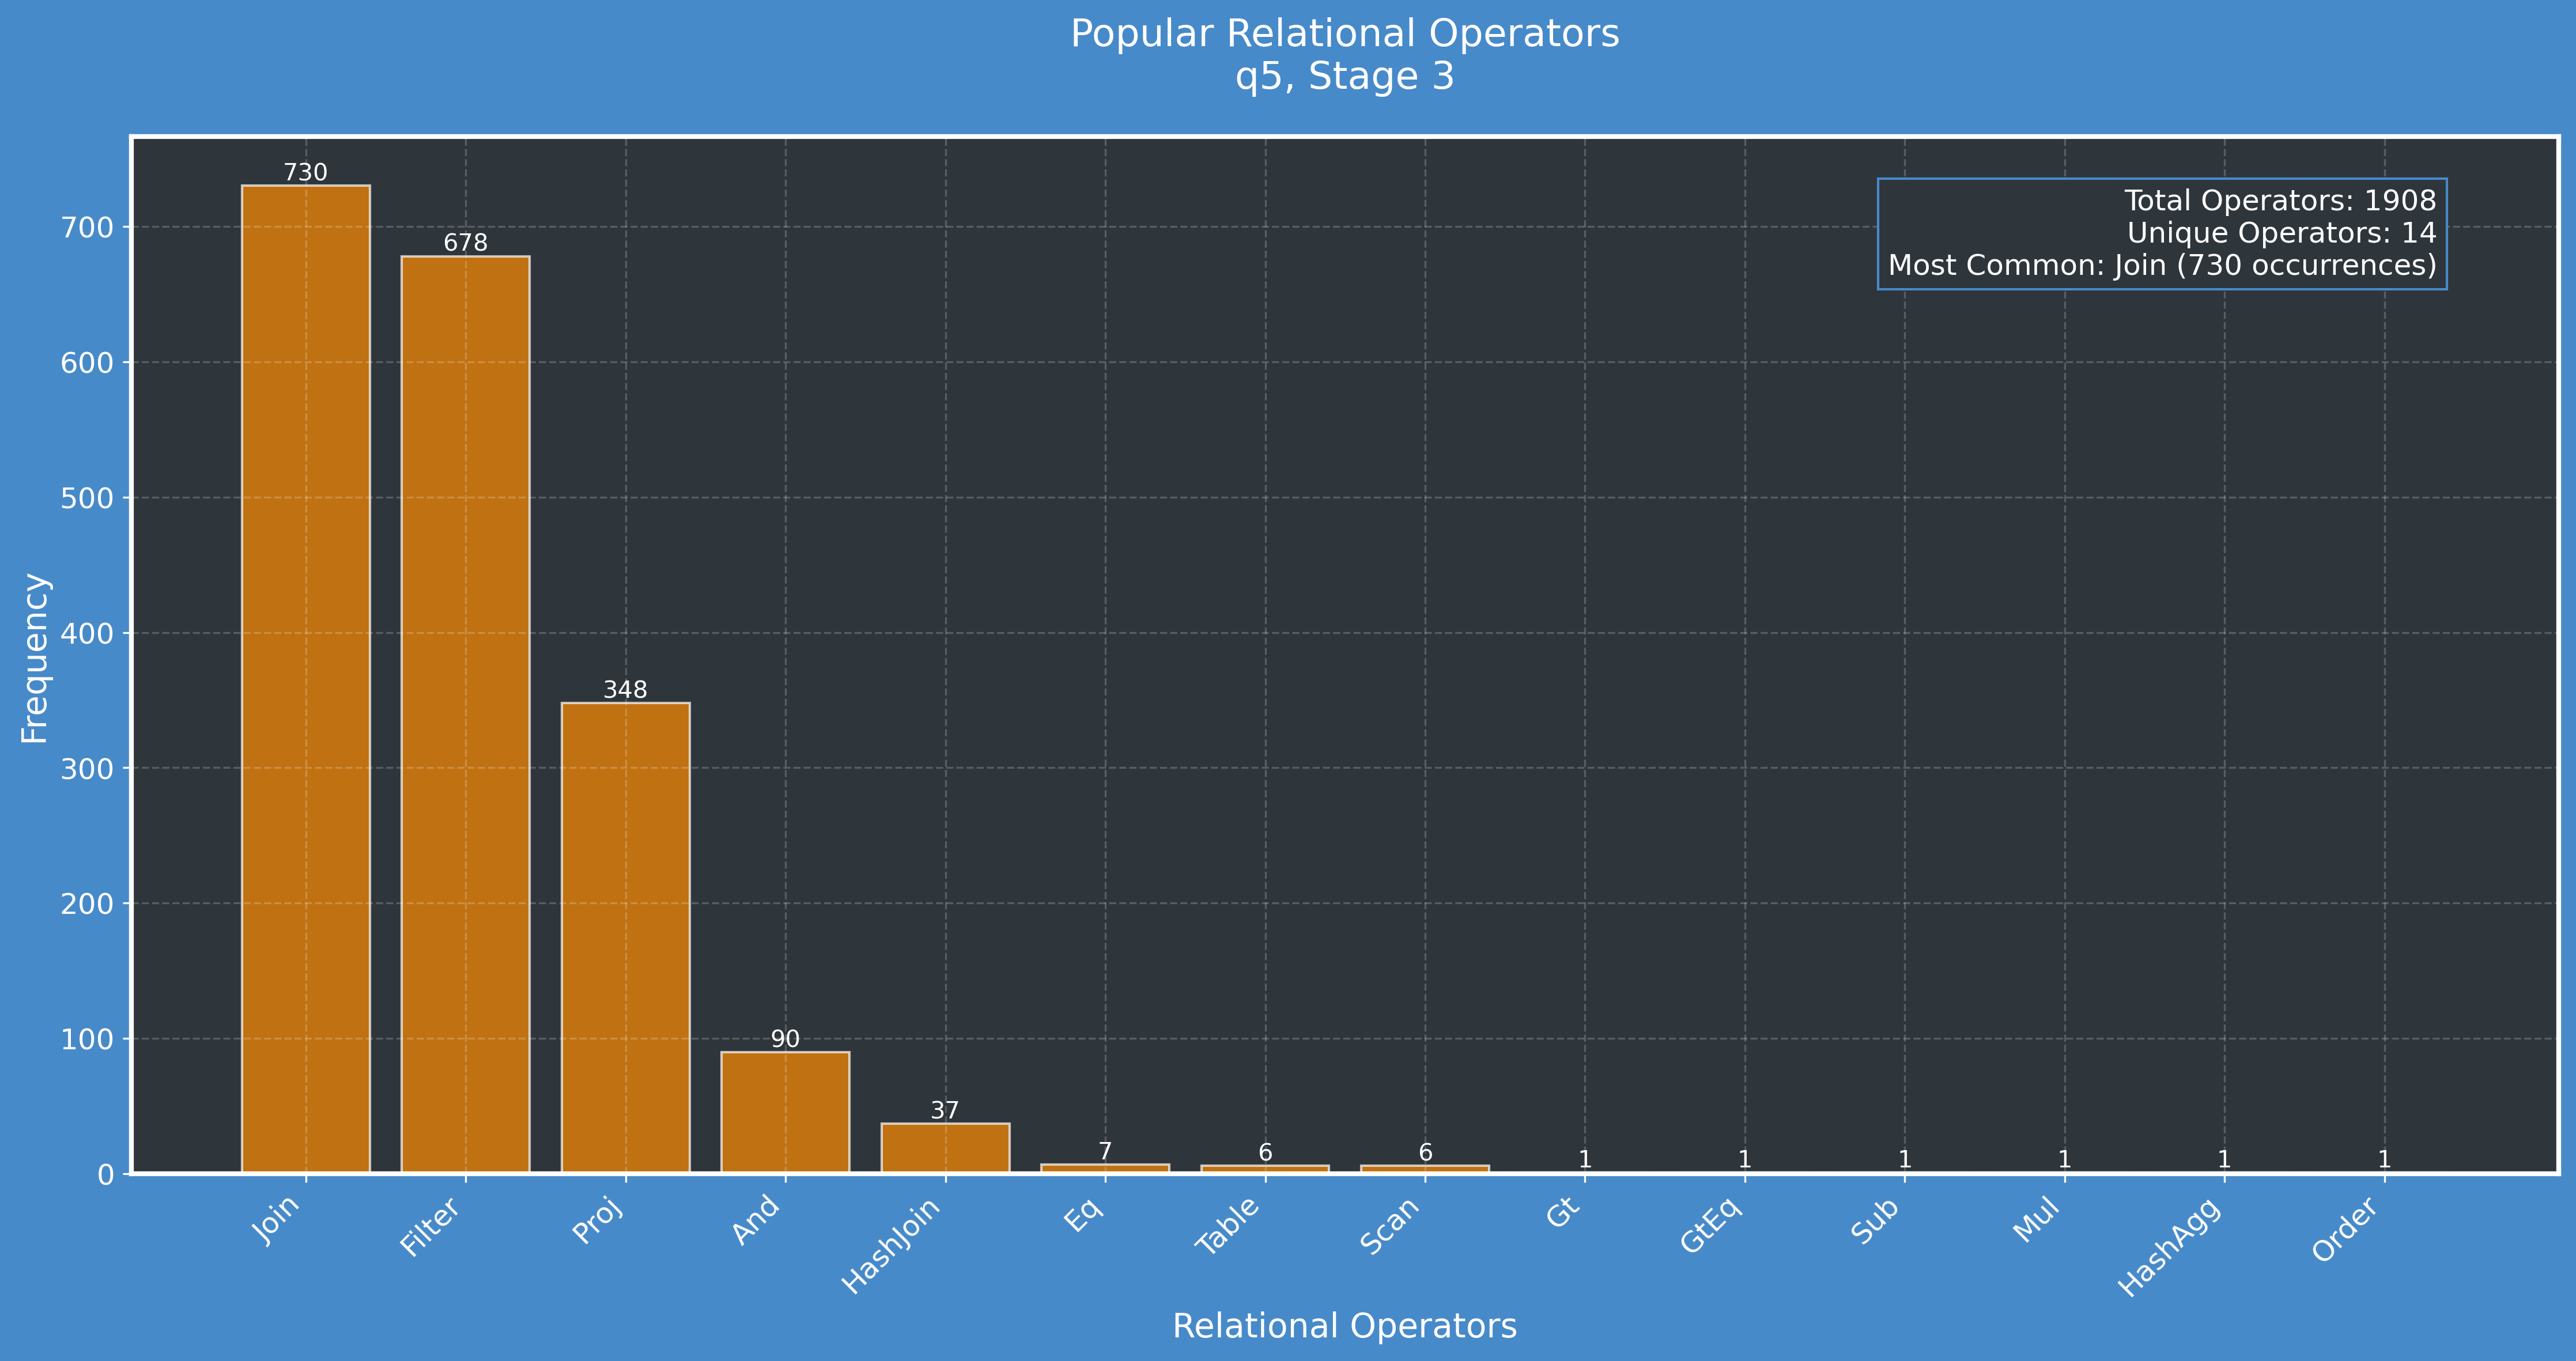 Popular Relational Operators
q5, Stage 3
Total Operators: 1908
Unique Operators: 14
Most Common: Join (730 occurrences)
Frequency
700
600
500
400
300
200
100
0
730
678
348
90
37
7
6
6
1
1
1
1
1
1
Join
Filter
Proj
And
HashJoin
Eq
Table
Scan
Gt
GtEq
Sub
Mul
HashAgg
Order
Relational Operators